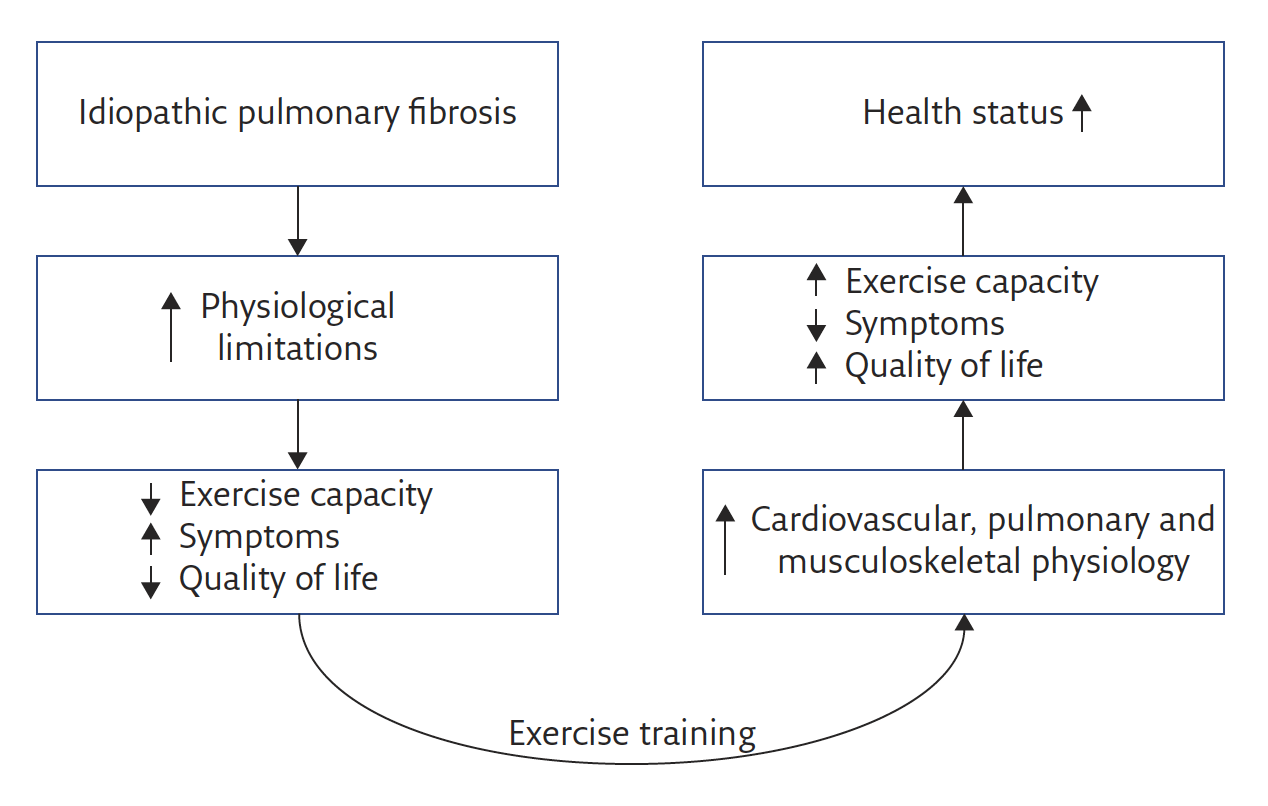 Idiopathic pulmonary fibrosis
Physiological
limitations
Exercise capacity
Symptoms
Quality of life
Exercise training
Cardiovascular, pulmonary and
musculoskeletal physiology
Exercise capacity
Symptoms
Quality of life
Health status